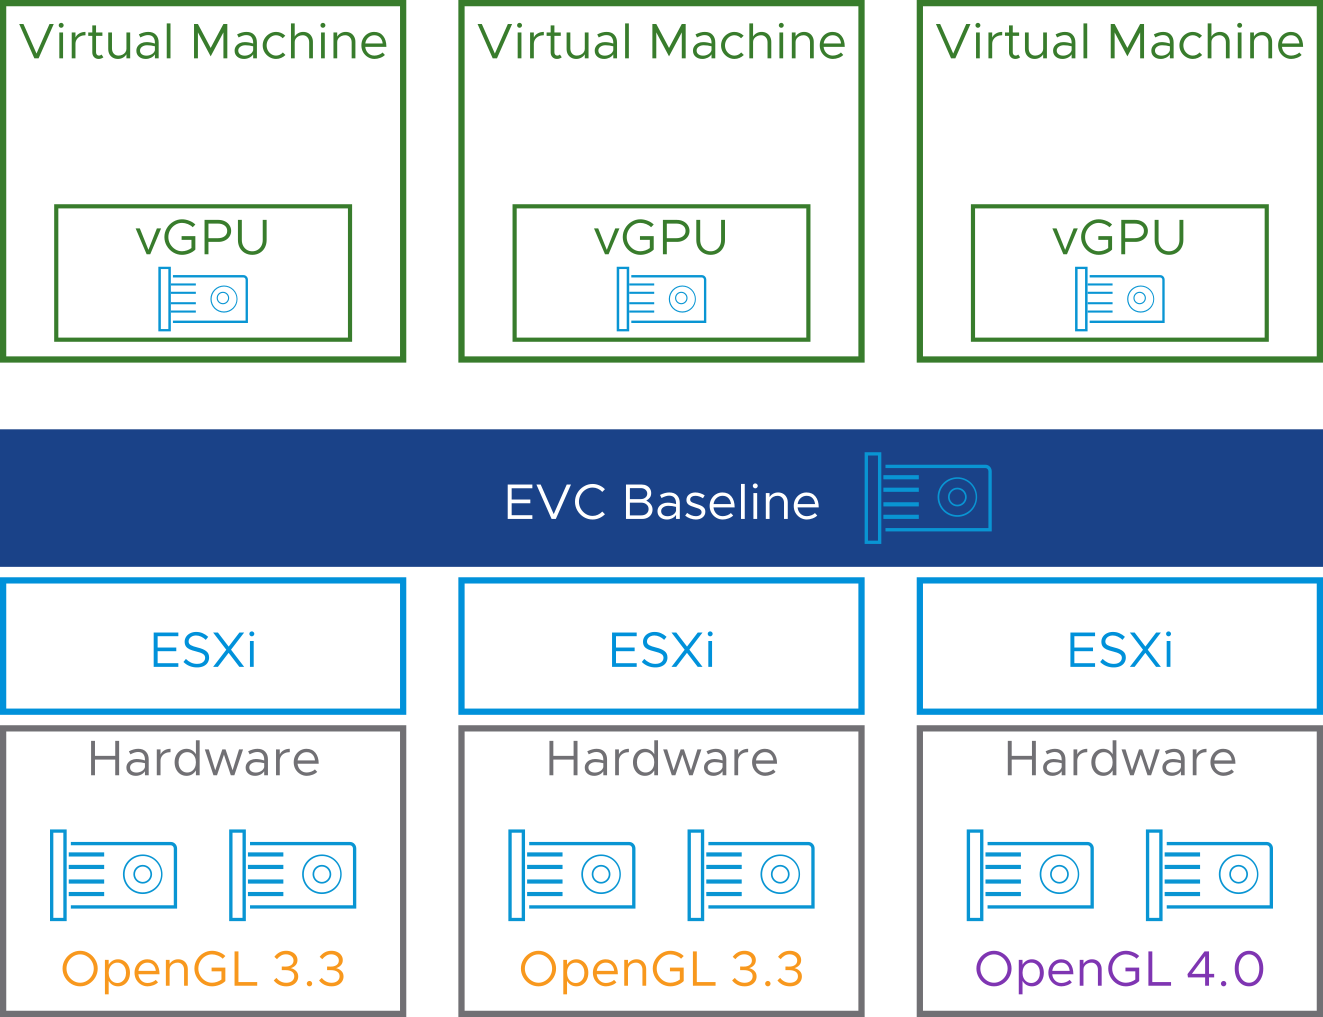 Virtual Machine
Virtual Machine
Virtual Machine
vGPU
vGPU
vGPU
EVC Baseline
ESXi
ESXi
ESXi
Hardware
Hardware
Hardware
OpenGL 3.3
OpenGL 3.3
OpenGL 4.0